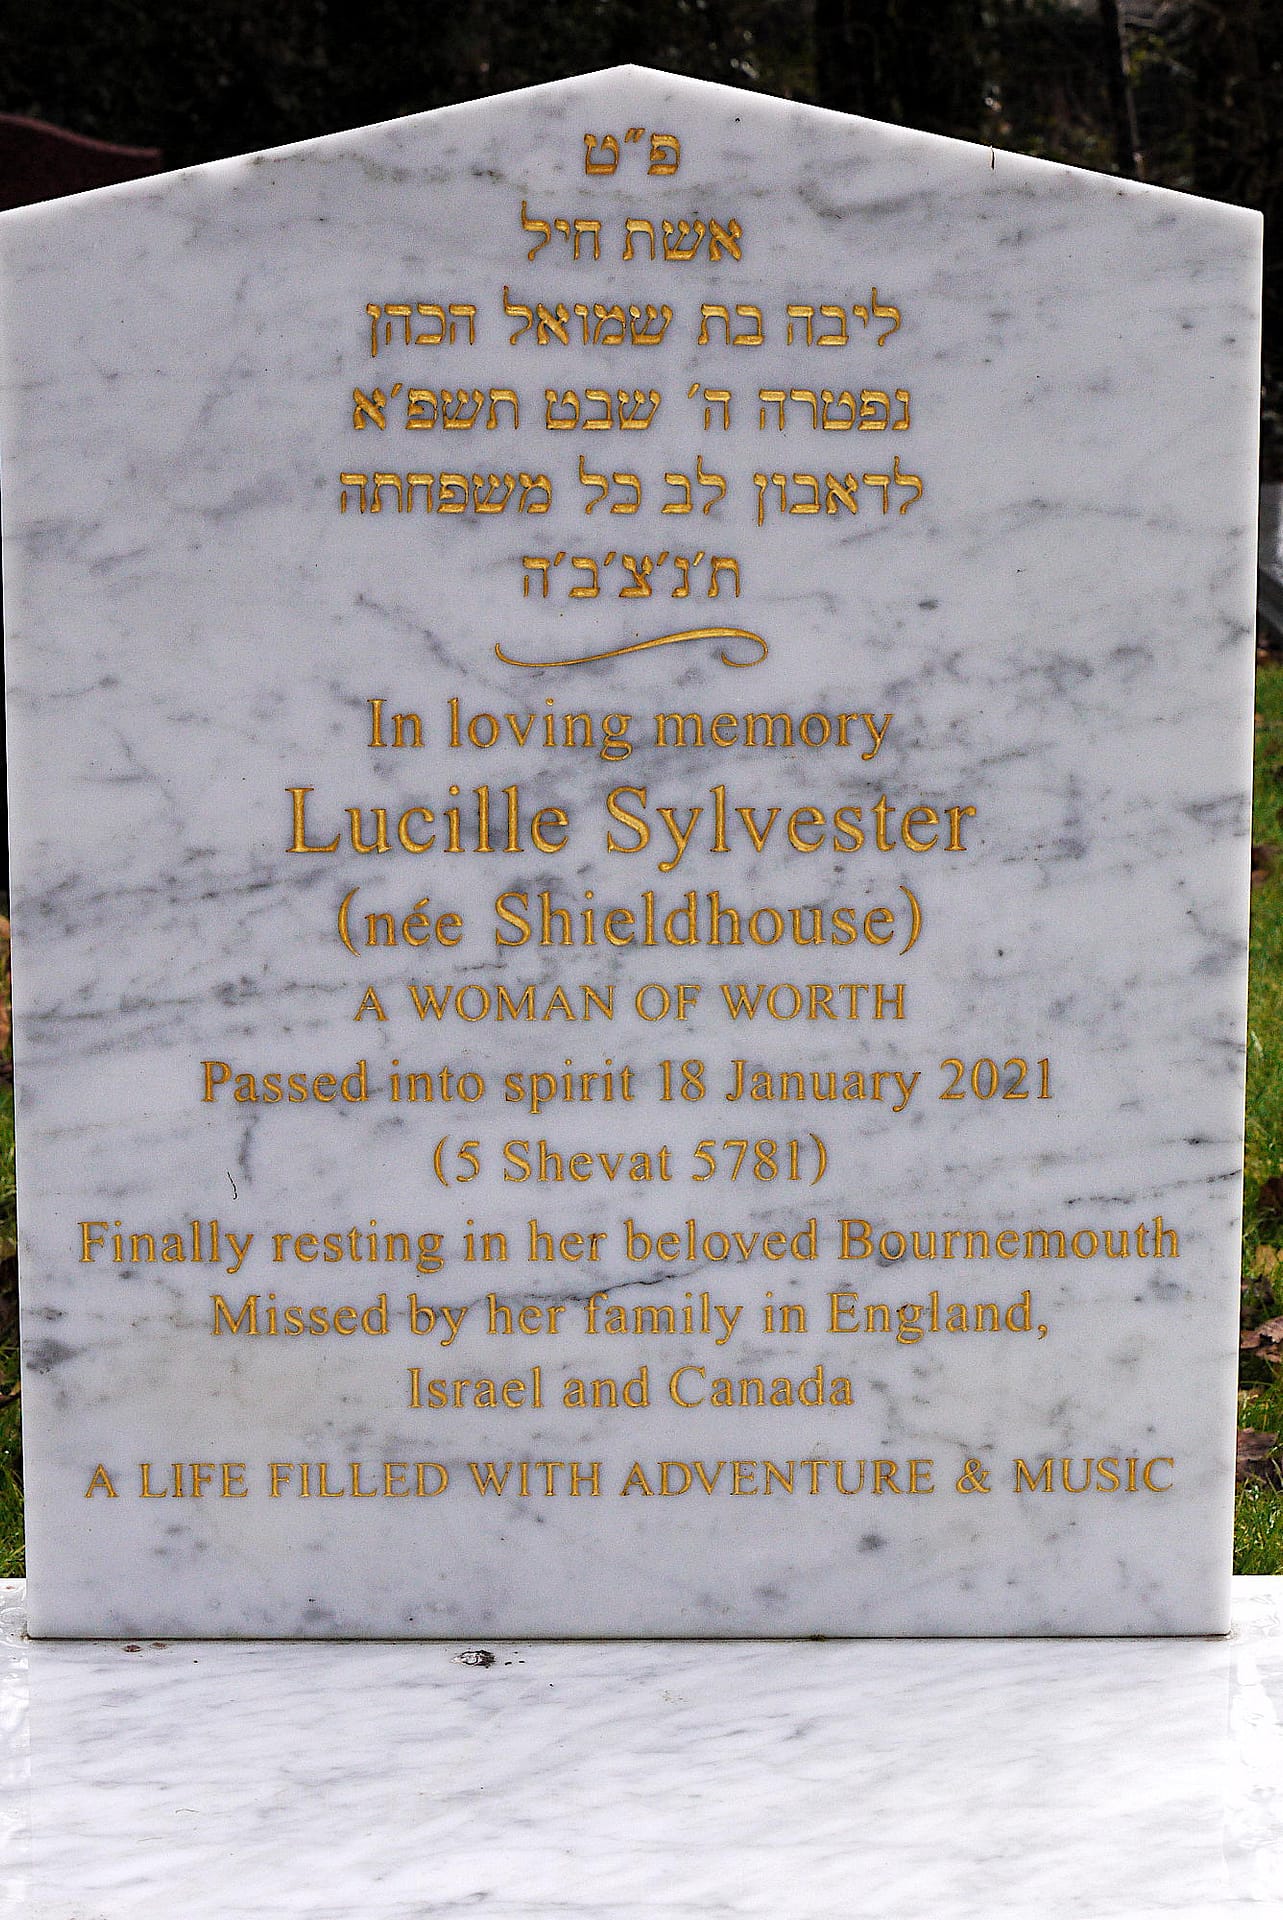 פ״ט
אשת חיל
ליבה בת שמואל הכהן
נפטרה ה׳ שבט תשפ׳א
לדאבון לב כל משפחתה
ת׳נ׳צ׳ב׳ה
In loving memory
Lucille Sylvester
(née Shieldhouse)
A WOMAN OF WORTH
Passed into spirit 18 January 2021
(5 Shevat 5781)
Finally resting in her beloved Bournemouth
Missed by her family in England,
Israel and Canada
A LIFE FILLED WITH ADVENTURE & MUSIC